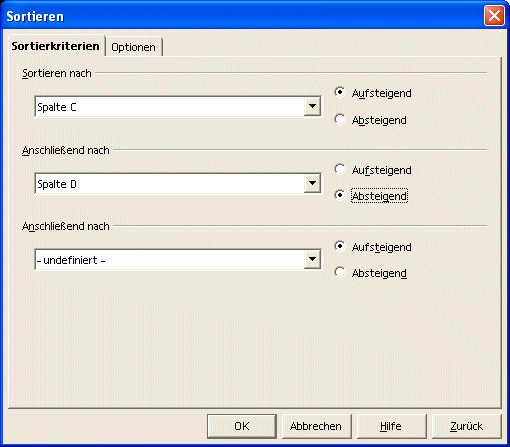 Sortieren
Sortierkriterien Optionen
Sortieren nach
Spalte C
Aufsteigend
Absteigend
Anschließend nach
Spalte D
Aufsteigend
Absteigend
Anschließend nach
- undefiniert -
Aufsteigend
Absteigend
OK Abbrechen Hilfe Zurück